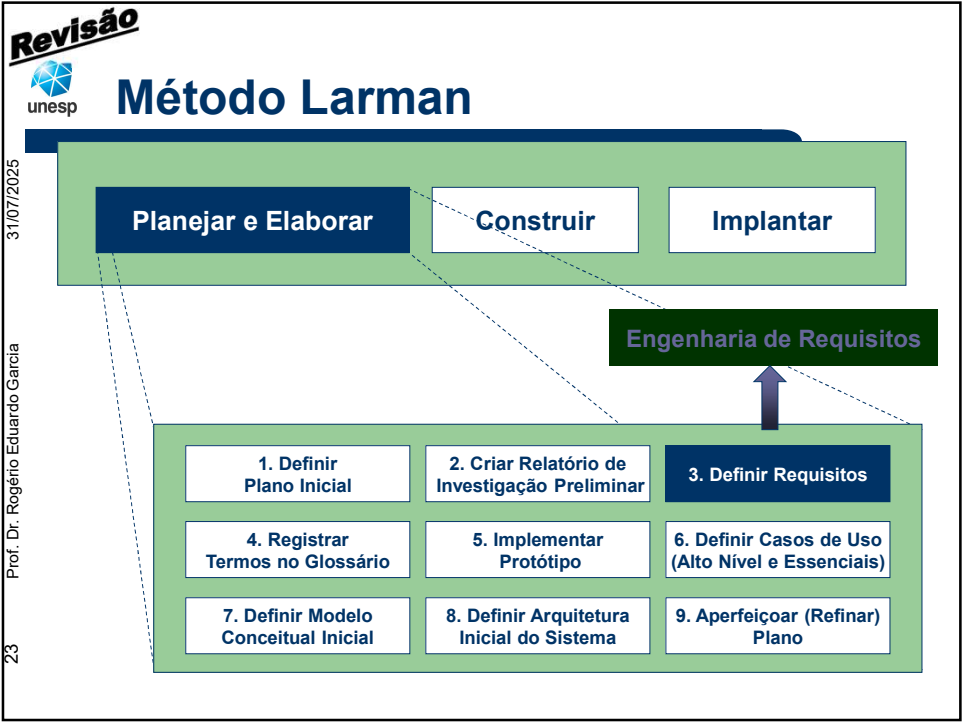 Revisão
unesp
Método Larman
31/07/2025
Prof. Dr. Rogério Eduardo Garcia
23
Planejar e Elaborar
Construir
Implantar
Engenharia de Requisitos
1. Definir
Plano Inicial
2. Criar Relatório de
Investigação Preliminar
3. Definir Requisitos
4. Registrar
Termos no Glossário
5. Implementar
Protótipo
6. Definir Casos de Uso
(Alto Nível e Essenciais)
7. Definir Modelo
Conceitual Inicial
8. Definir Arquitetura
Inicial do Sistema
9. Aperfeiçoar (Refinar)
Plano